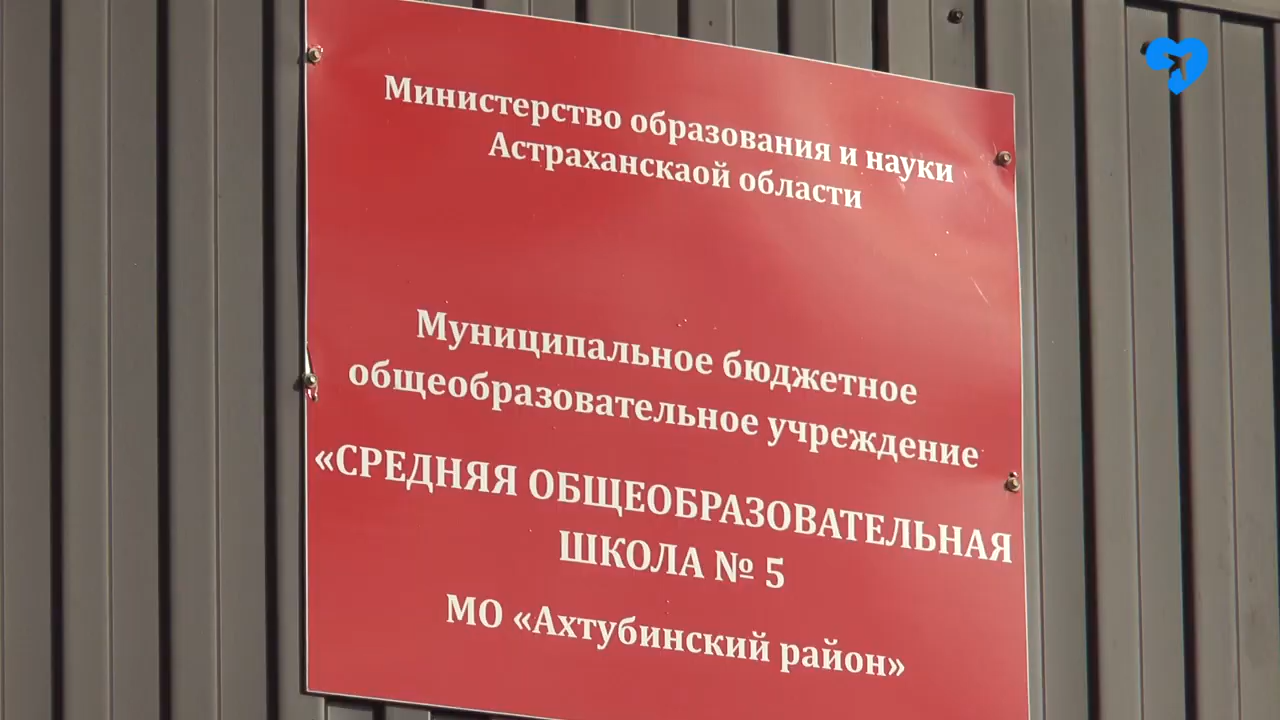 Министерство образования и науки
Астраханскаой области
Муниципальное бюджетное
общеобразовательное учреждение
«СРЕДНЯЯ ОБЩЕОБРАЗОВАТЕЛЬНАЯ
ШКОЛА № 5
МО «Ахтубинский район»